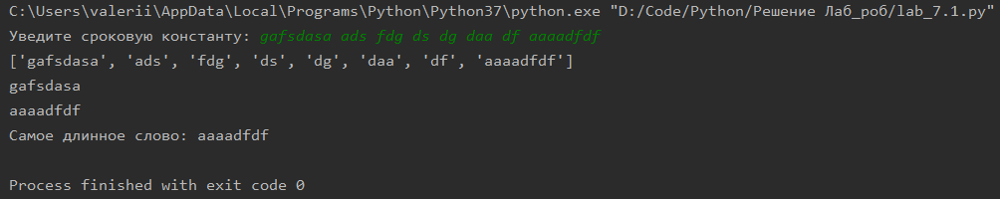 C:\Users\valerii\AppData\Local\Programs\Python\Python37\python.exe "D:/Code/Python/Решение Лаб_роб/lab_7.1.py"
Уведите сроковую константу: gafsdasa ads fdg ds dg daa df aaaadfdf
['gafsdasa', 'ads', 'fdg', 'ds', 'dg', 'daa', 'df', 'aaaadfdf']
gafsdasa
aaaadfdf
Самое длинное слово: aaaadfdf
Process finished with exit code 0